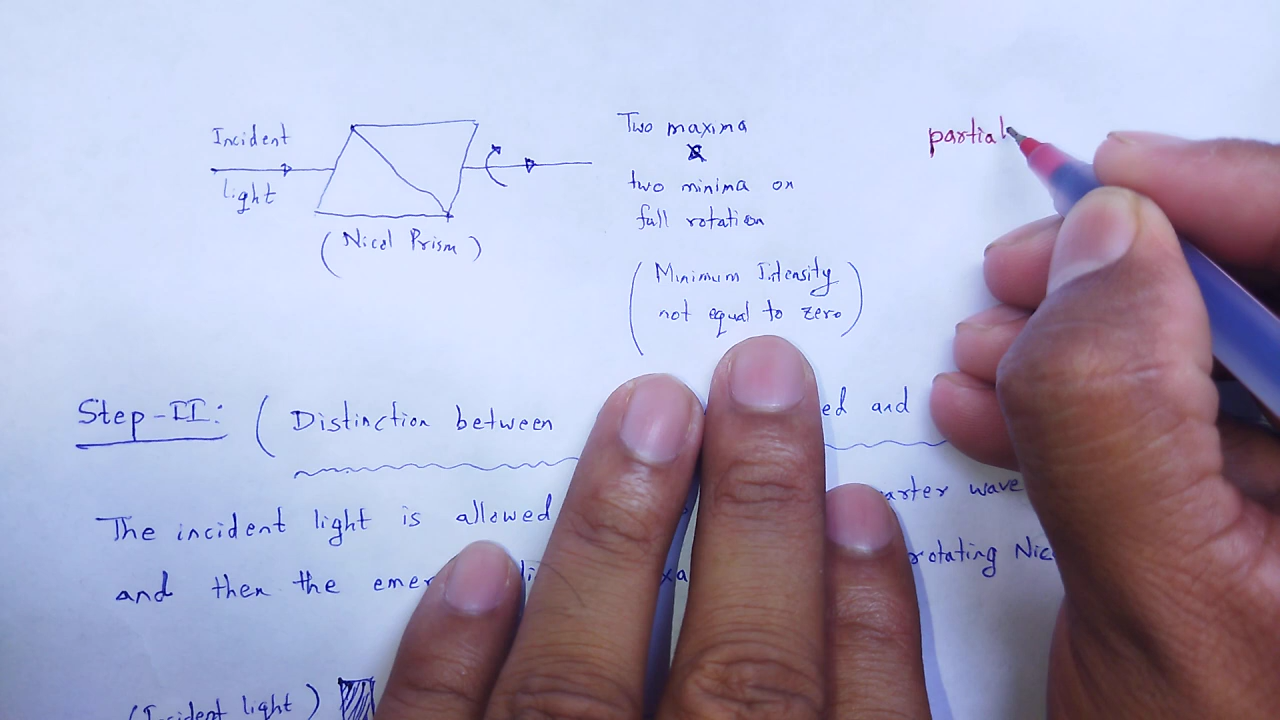 Incident
light
(Nicol Prism)
Two maxima
&
two minima on
full rotation
(Minimum Intensity
not equal to zero)
partial
Step-II: (Distinction between ed and
The incident light is allowed arter wave
and then the emer rotating Nic
(Incident light)